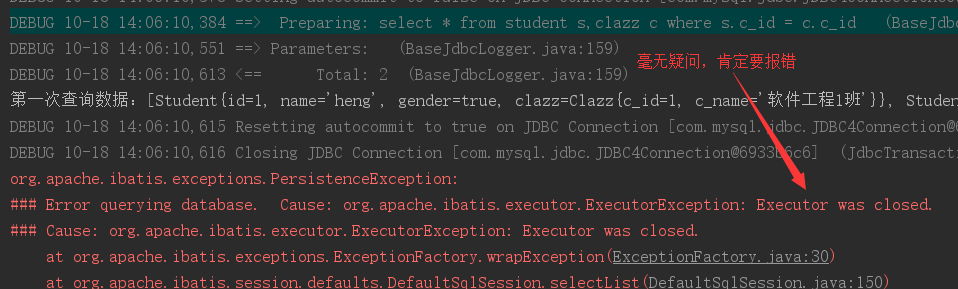 DEBUG 10-18 14:06:10,384 ==>  Preparing: select * from student s,clazz c where s.c_id = c.c_id   (BaseJdbcLogger
DEBUG 10-18 14:06:10,551 ==> Parameters:   (BaseJdbcLogger.java:159)
毫无疑问，肯定要报错
DEBUG 10-18 14:06:10,613 <==      Total: 2  (BaseJdbcLogger.java:159)
第一次查询数据：[Student{id=1, name='heng', gender=true, clazz=Clazz{c_id=1, c_name='软件工程1班'}}, Student
DEBUG 10-18 14:06:10,615 Resetting autocommit to true on JDBC Connection [com.mysql.jdbc.JDBC4Connection@6
DEBUG 10-18 14:06:10,616 Closing JDBC Connection [com.mysql.jdbc.JDBC4Connection@6933b6c6]  (JdbcTransacti
org.apache.ibatis.exceptions.PersistenceException:
### Error querying database.  Cause: org.apache.ibatis.executor.ExecutorException: Executor was closed.
### Cause: org.apache.ibatis.executor.ExecutorException: Executor was closed.
at org.apache.ibatis.exceptions.ExceptionFactory.wrapException(ExceptionFactory.java:30)
at org.apache.ibatis.session.defaults.DefaultSqlSession.selectList(DefaultSqlSession.java:150)